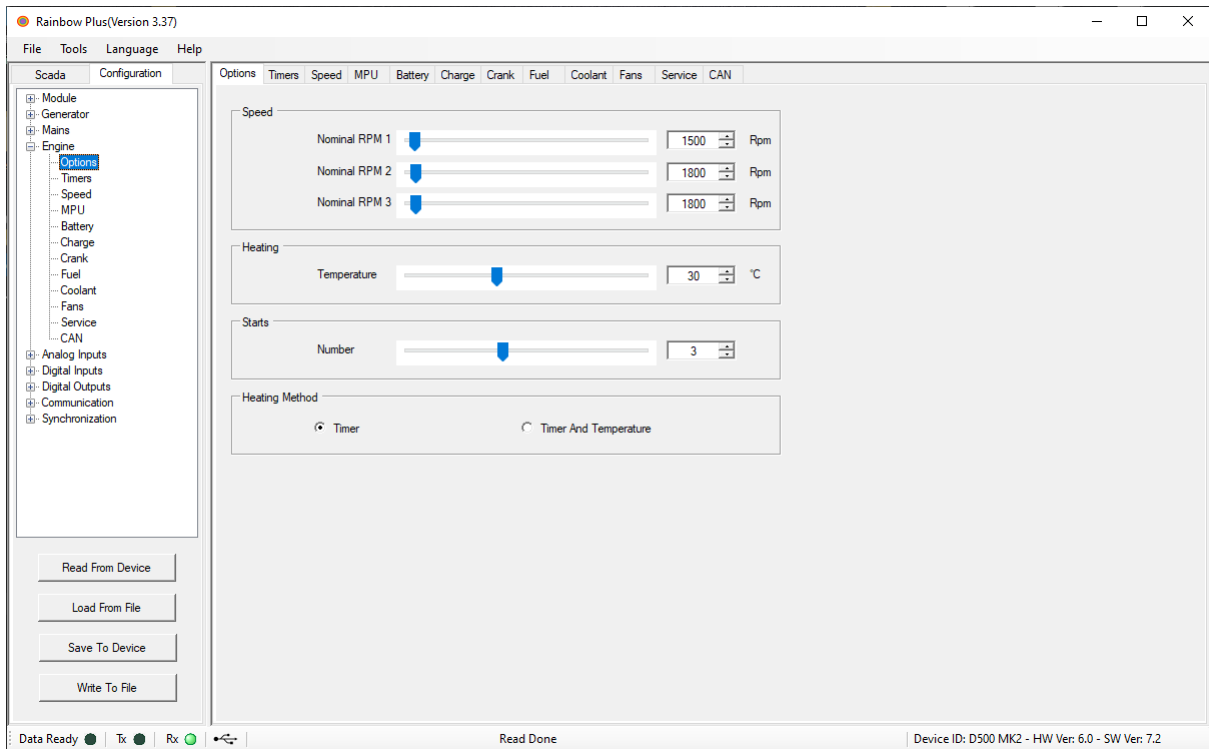 Rainbow Plus(Version 3.37)
File Tools Language Help
Scada Configuration
Module
Generator
Mains
Engine
Options
Timers
Speed
MPU
Battery
Charge
Crank
Fuel
Coolant
Fans
Service
CAN
Analog Inputs
Digital Inputs
Digital Outputs
Communication
Synchronization
Read From Device
Load From File
Save To Device
Write To File
Options Timers Speed MPU Battery Charge Crank Fuel Coolant Fans Service CAN
Speed
Nominal RPM 1 1500 Rpm
Nominal RPM 2 1800 Rpm
Nominal RPM 3 1800 Rpm
Heating
Temperature 30 °C
Starts
Number 3
Heating Method
Timer Timer And Temperature
Data Ready Tx Rx Read Done Device ID: D500 MK2 - HW Ver: 6.0 - SW Ver: 7.2